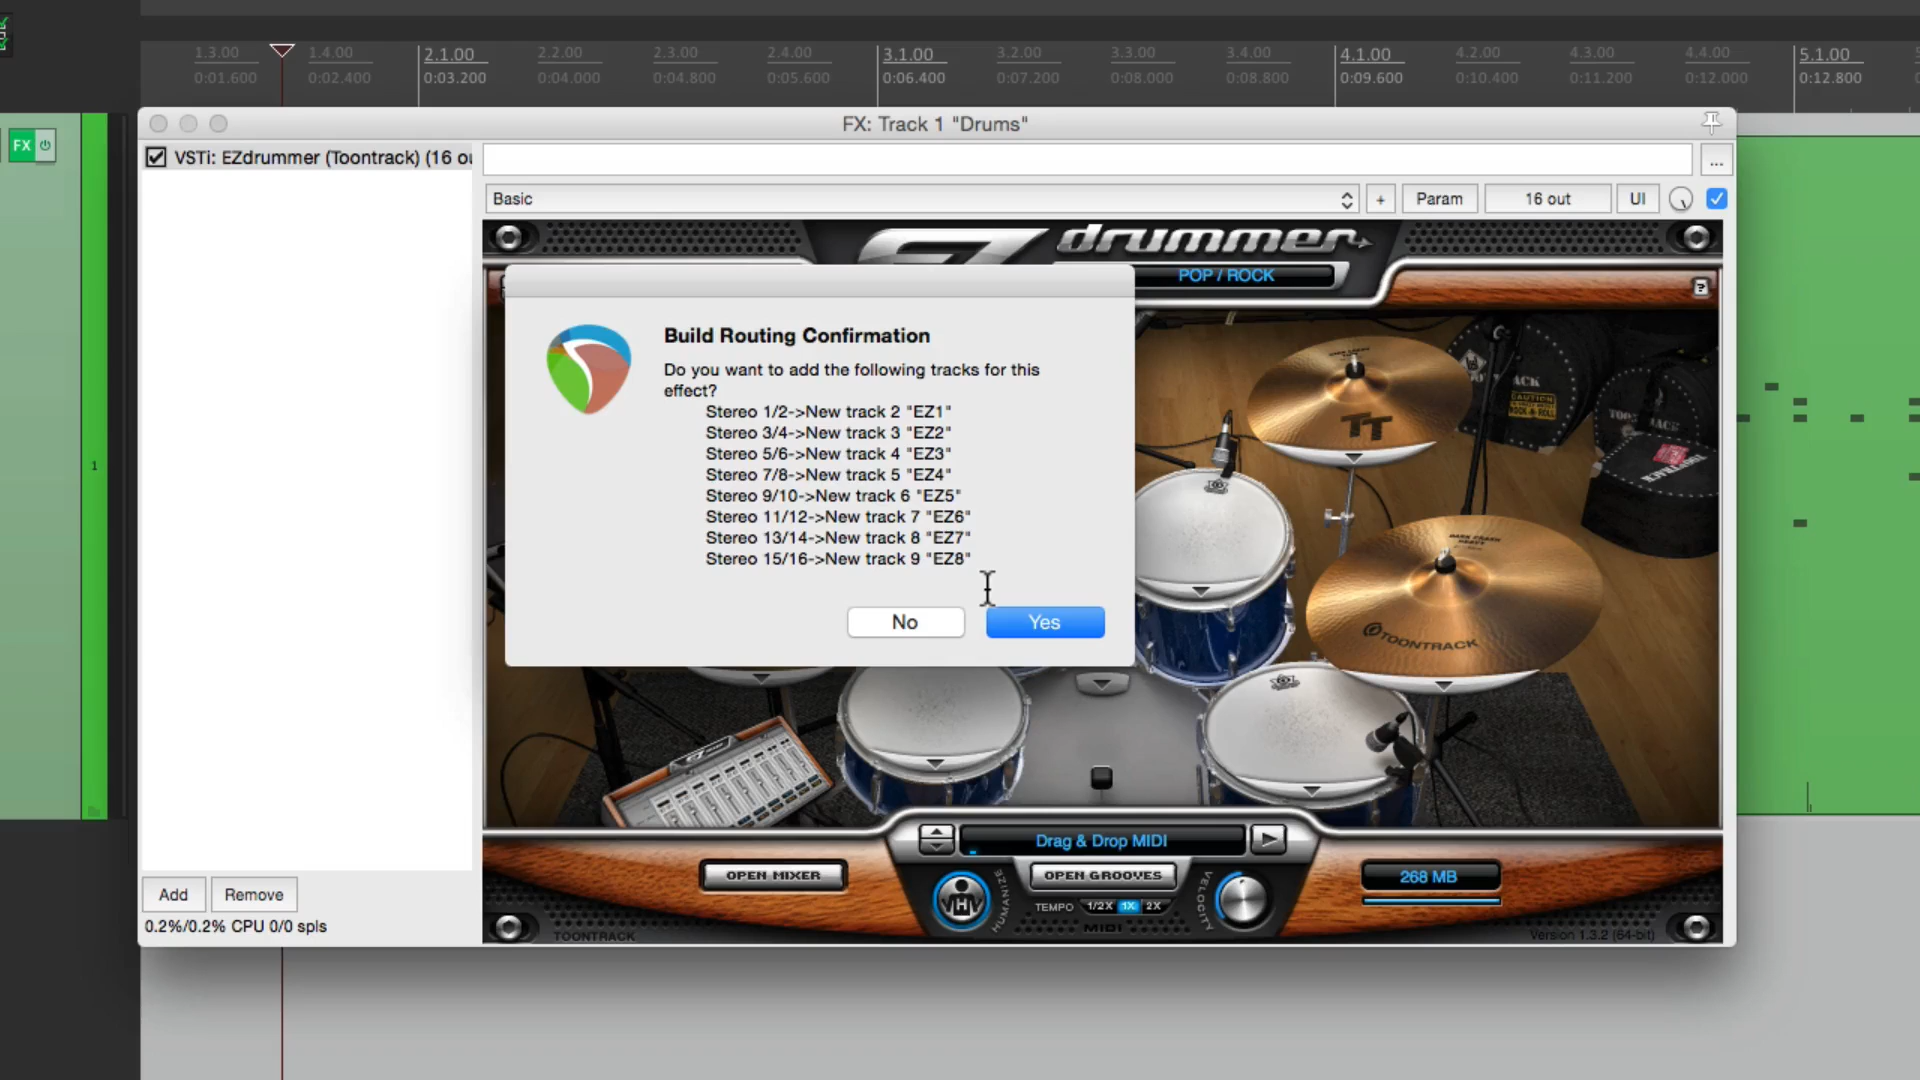 1.3.00 1.4.00 2.1.00 2.2.00 2.3.00 2.4.00 3.1.00 3.2.00 3.3.00 3.4.00 4.1.00 4.2.00 4.3.00 4.4.00 5.1.00
0:01.600 0:02.400 0:03.200 0:04.000 0:04.800 0:05.600 0:06.400 0:07.200 0:08.000 0:08.800 0:09.600 0:10.400 0:11.200 0:12.000 0:12.800
FX: Track 1 "Drums"
FX
VSTi: EZdrummer (Toontrack) (16 ou
...
Basic
+
Param
16 out
UI
EZ drummer
POP / ROCK
?
Build Routing Confirmation
Do you want to add the following tracks for this
effect?
Stereo 1/2->New track 2 "EZ1"
Stereo 3/4->New track 3 "EZ2"
Stereo 5/6->New track 4 "EZ3"
Stereo 7/8->New track 5 "EZ4"
Stereo 9/10->New track 6 "EZ5"
Stereo 11/12->New track 7 "EZ6"
Stereo 13/14->New track 8 "EZ7"
Stereo 15/16->New track 9 "EZ8"
No
Yes
1
CAUTION
TT
TOONTRACK
Drag & Drop MIDI
OPEN MIXER
OPEN GROOVES
268 MB
HUMANIZE
VELOCITY
TEMPO 1/2X 1X 2X
MIDI
TOONTRACK
Version 1.3.2 (64-bit)
Add
Remove
0.2%/0.2% CPU 0/0 spls